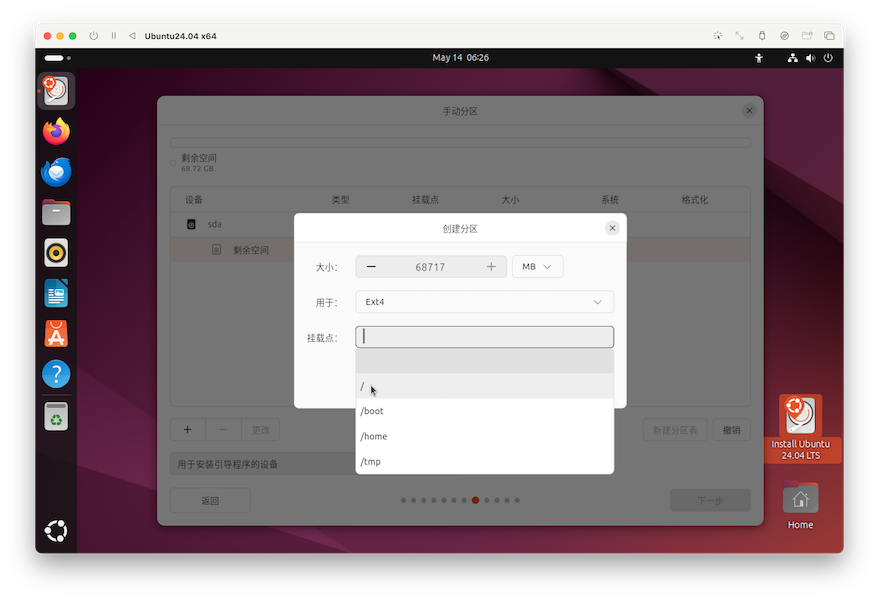 Ubuntu24.04 x64
May 14 06:26
手动分区
剩余空间
68.72 GB
设备 类型 挂载点 大小 系统 格式化
sda
剩余空间
创建分区
大小: 68717 MB
用于: Ext4
挂载点:
/
/boot
/home
/tmp
更改 新建分区表 撤销
用于安装引导程序的设备
返回 下一步
Install Ubuntu
24.04 LTS
Home